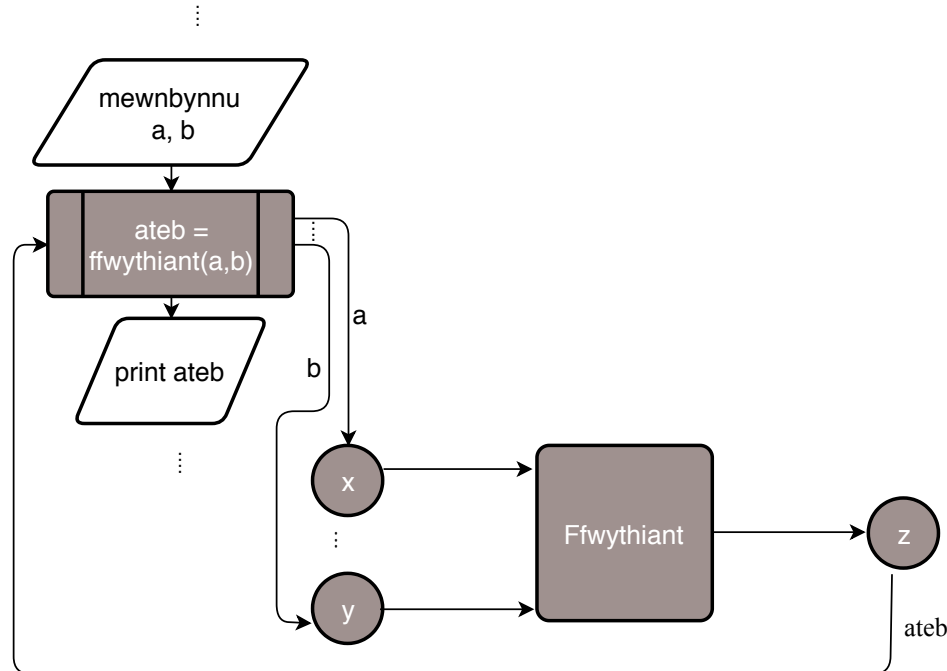 mewnbynnu
a, b
ateb =
ffwythiant(a,b)
print ateb
a
b
x
y
Ffwythiant
z
ateb